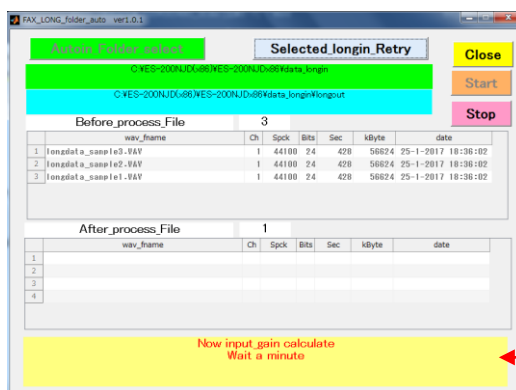 FAX_LONG_folder_auto ver1.0.1
Autoin_Folder_select
Selected_longin_Retry
Close
C:¥ES-200NJD(x86)¥ES-200NJDx86¥data_longin
Start
C:¥ES-200NJD(x86)¥ES-200NJDx86¥data_longin¥longout
Stop
Before_process_File 3
wav_fname Ch Spck Bits Sec kByte date
1 longdata_sample3.WAV 1 44100 24 428 56624 25-1-2017 18:36:02
2 longdata_sample2.WAV 1 44100 24 428 56624 25-1-2017 18:36:02
3 longdata_sample1.WAV 1 44100 24 428 56624 25-1-2017 18:36:02
After_process_File 1
wav_fname Ch Spck Bits Sec kByte date
1
2
3
4
Now input_gain calculate
Wait a minute